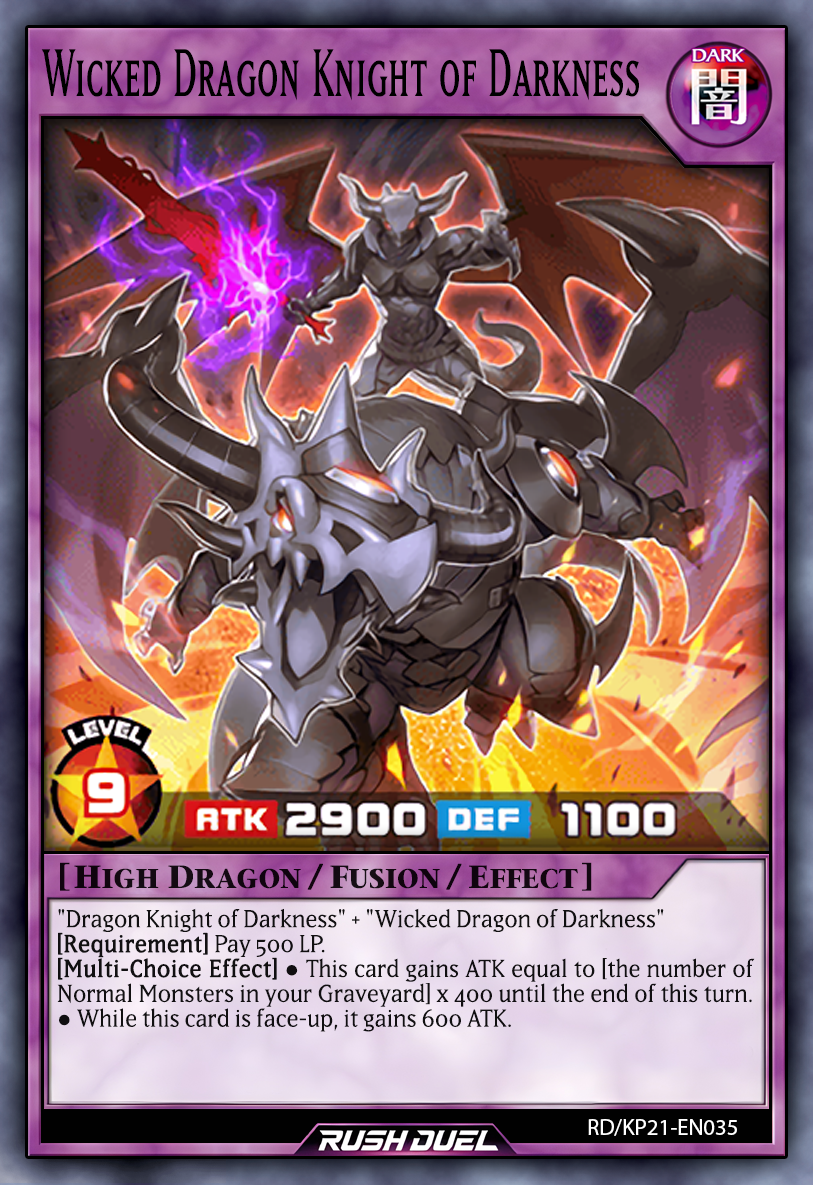 Wicked Dragon Knight of Darkness
DARK
闇
LEVEL
9
ATK 2900 DEF 1100
[High Dragon / Fusion / Effect]
"Dragon Knight of Darkness" + "Wicked Dragon of Darkness"
[Requirement] Pay 500 LP.
[Multi-Choice Effect] ● This card gains ATK equal to [the number of
Normal Monsters in your Graveyard] x 400 until the end of this turn.
● While this card is face-up, it gains 600 ATK.
RD/KP21-EN035
RUSH DUEL